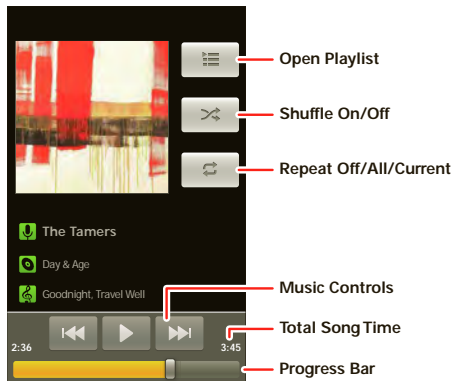 Open Playlist
Shuffle On/Off
Repeat Off/All/Current
The Tamers
Day & Age
Goodnight, Travel Well
Music Controls
Total Song Time
2:36
3:45
Progress Bar